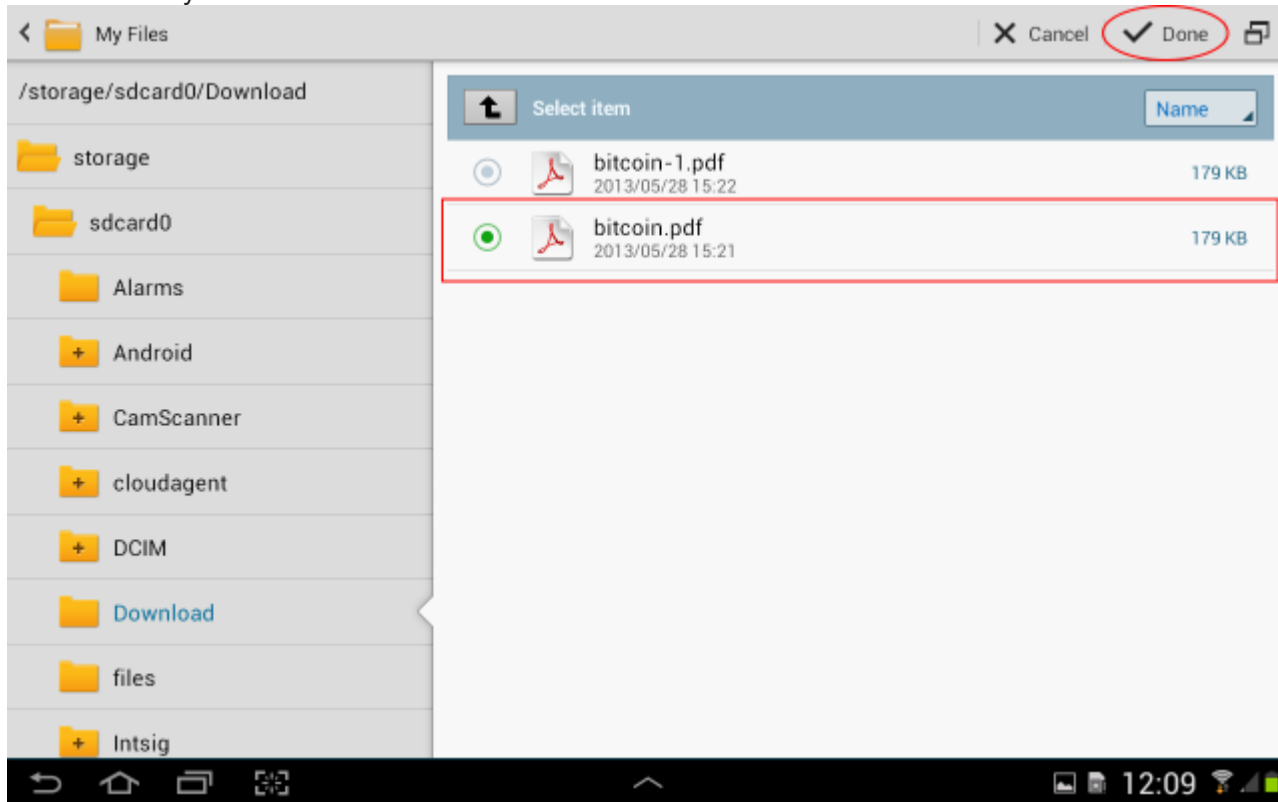 My Files
Cancel
Done
/storage/sdcard0/Download
storage
sdcard0
Alarms
Android
CamScanner
cloudagent
DCIM
Download
files
Intsig
Select item
Name
bitcoin-1.pdf
2013/05/28 15:22
179 KB
bitcoin.pdf
2013/05/28 15:21
179 KB
12:09